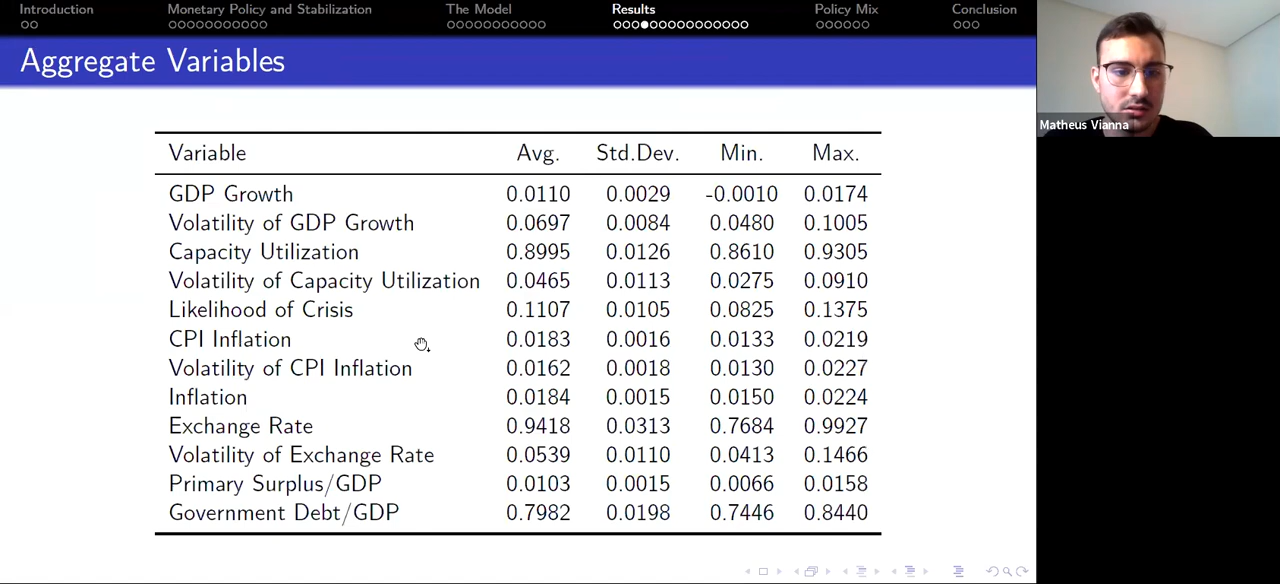 Introduction Monetary Policy and Stabilization The Model Results Policy Mix Conclusion
Aggregate Variables
Variable Avg. Std.Dev. Min. Max.
GDP Growth 0.0110 0.0029 -0.0010 0.0174
Volatility of GDP Growth 0.0697 0.0084 0.0480 0.1005
Capacity Utilization 0.8995 0.0126 0.8610 0.9305
Volatility of Capacity Utilization 0.0465 0.0113 0.0275 0.0910
Likelihood of Crisis 0.1107 0.0105 0.0825 0.1375
CPI Inflation 0.0183 0.0016 0.0133 0.0219
Volatility of CPI Inflation 0.0162 0.0018 0.0130 0.0227
Inflation 0.0184 0.0015 0.0150 0.0224
Exchange Rate 0.9418 0.0313 0.7684 0.9927
Volatility of Exchange Rate 0.0539 0.0110 0.0413 0.1466
Primary Surplus/GDP 0.0103 0.0015 0.0066 0.0158
Government Debt/GDP 0.7982 0.0198 0.7446 0.8440
Matheus Vianna